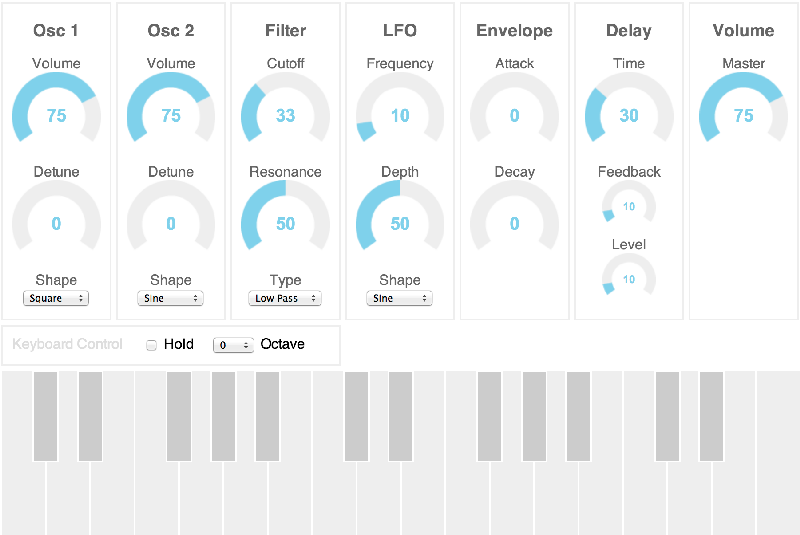 Osc 1
Volume
75
Detune
0
Shape
Square
Osc 2
Volume
75
Detune
0
Shape
Sine
Filter
Cutoff
33
Resonance
50
Type
Low Pass
LFO
Frequency
10
Depth
50
Shape
Sine
Envelope
Attack
0
Decay
0
Delay
Time
30
Feedback
10
Level
10
Volume
Master
75
Keyboard Control Hold 0 Octave